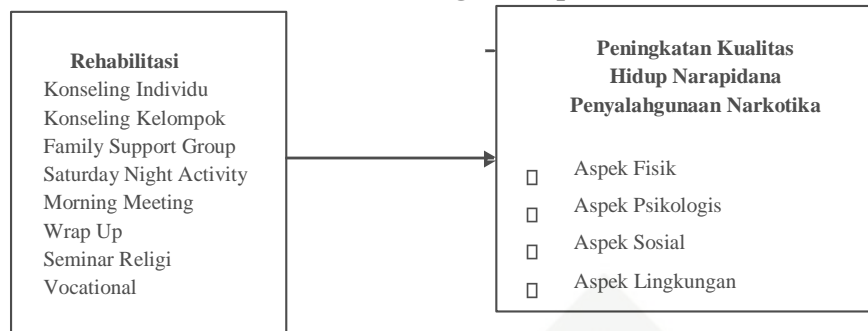 Rehabilitasi
Konseling Individu
Konseling Kelompok
Family Support Group
Saturday Night Activity
Morning Meeting
Wrap Up
Seminar Religi
Vocational
Peningkatan Kualitas
Hidup Narapidana
Penyalahgunaan Narkotika
Aspek Fisik
Aspek Psikologis
Aspek Sosial
Aspek Lingkungan